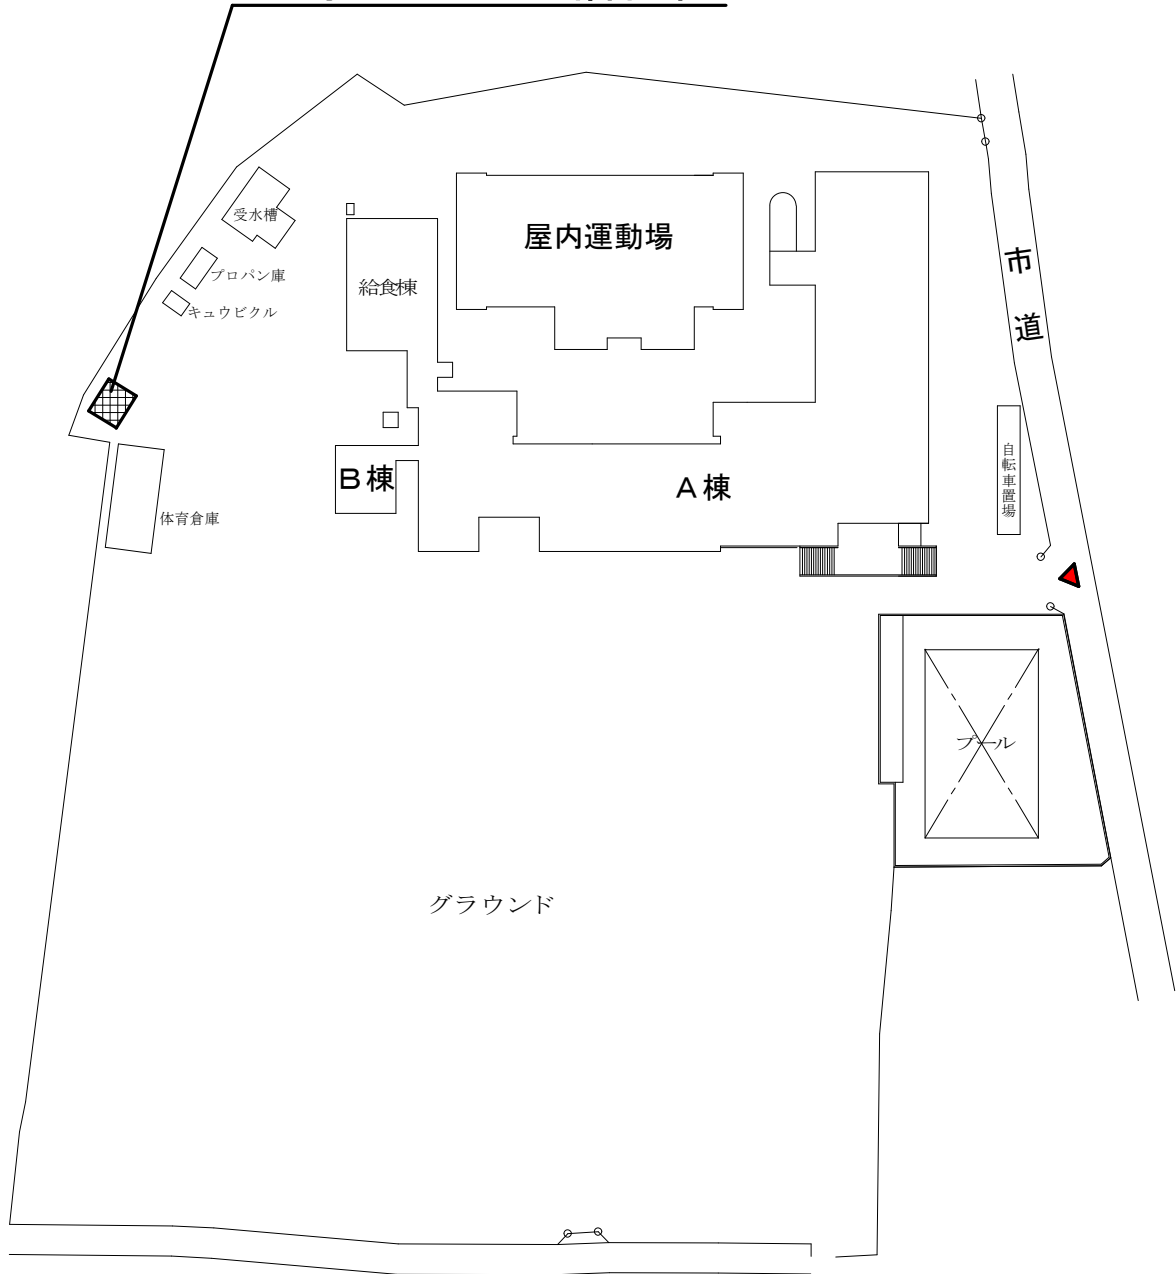 受水槽
屋内運動場
市道
プロパン庫
給食棟
キュウビクル
自転車置場
B棟
A棟
体育倉庫
プール
グラウンド